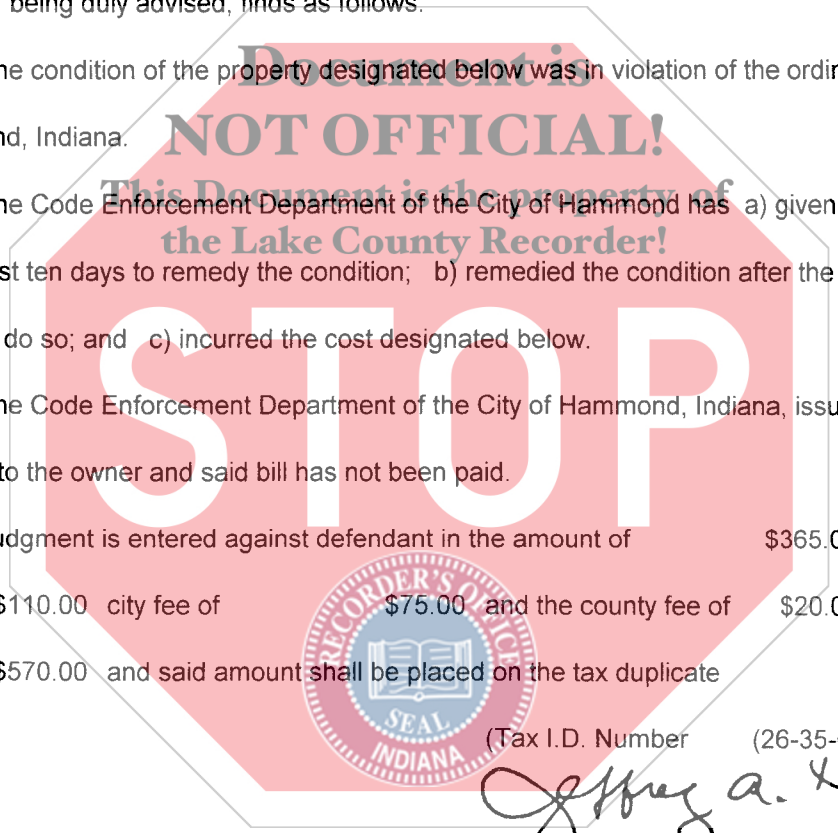 being duly advised, finds as follows.
Document is
he condition of the property designated below was in violation of the ordin
NOT OFFICIAL!
nd, Indiana.
This Document is the property of
he Code Enforcement Department of the City of Hammond has a) given
the Lake County Recorder!
st ten days to remedy the condition; b) remedied the condition after the
do so; and c) incurred the cost designated below.
STOP
he Code Enforcement Department of the City of Hammond, Indiana, issu
to the owner and said bill has not been paid.
udgment is entered against defendant in the amount of $365.0
$110.00 city fee of $75.00 and the county fee of $20.0
$570.00 and said amount shall be placed on the tax duplicate
RECORDER'S OFFICE
SEAL
INDIANA
(Tax I.D. Number (26-35-
Jeffrey A.